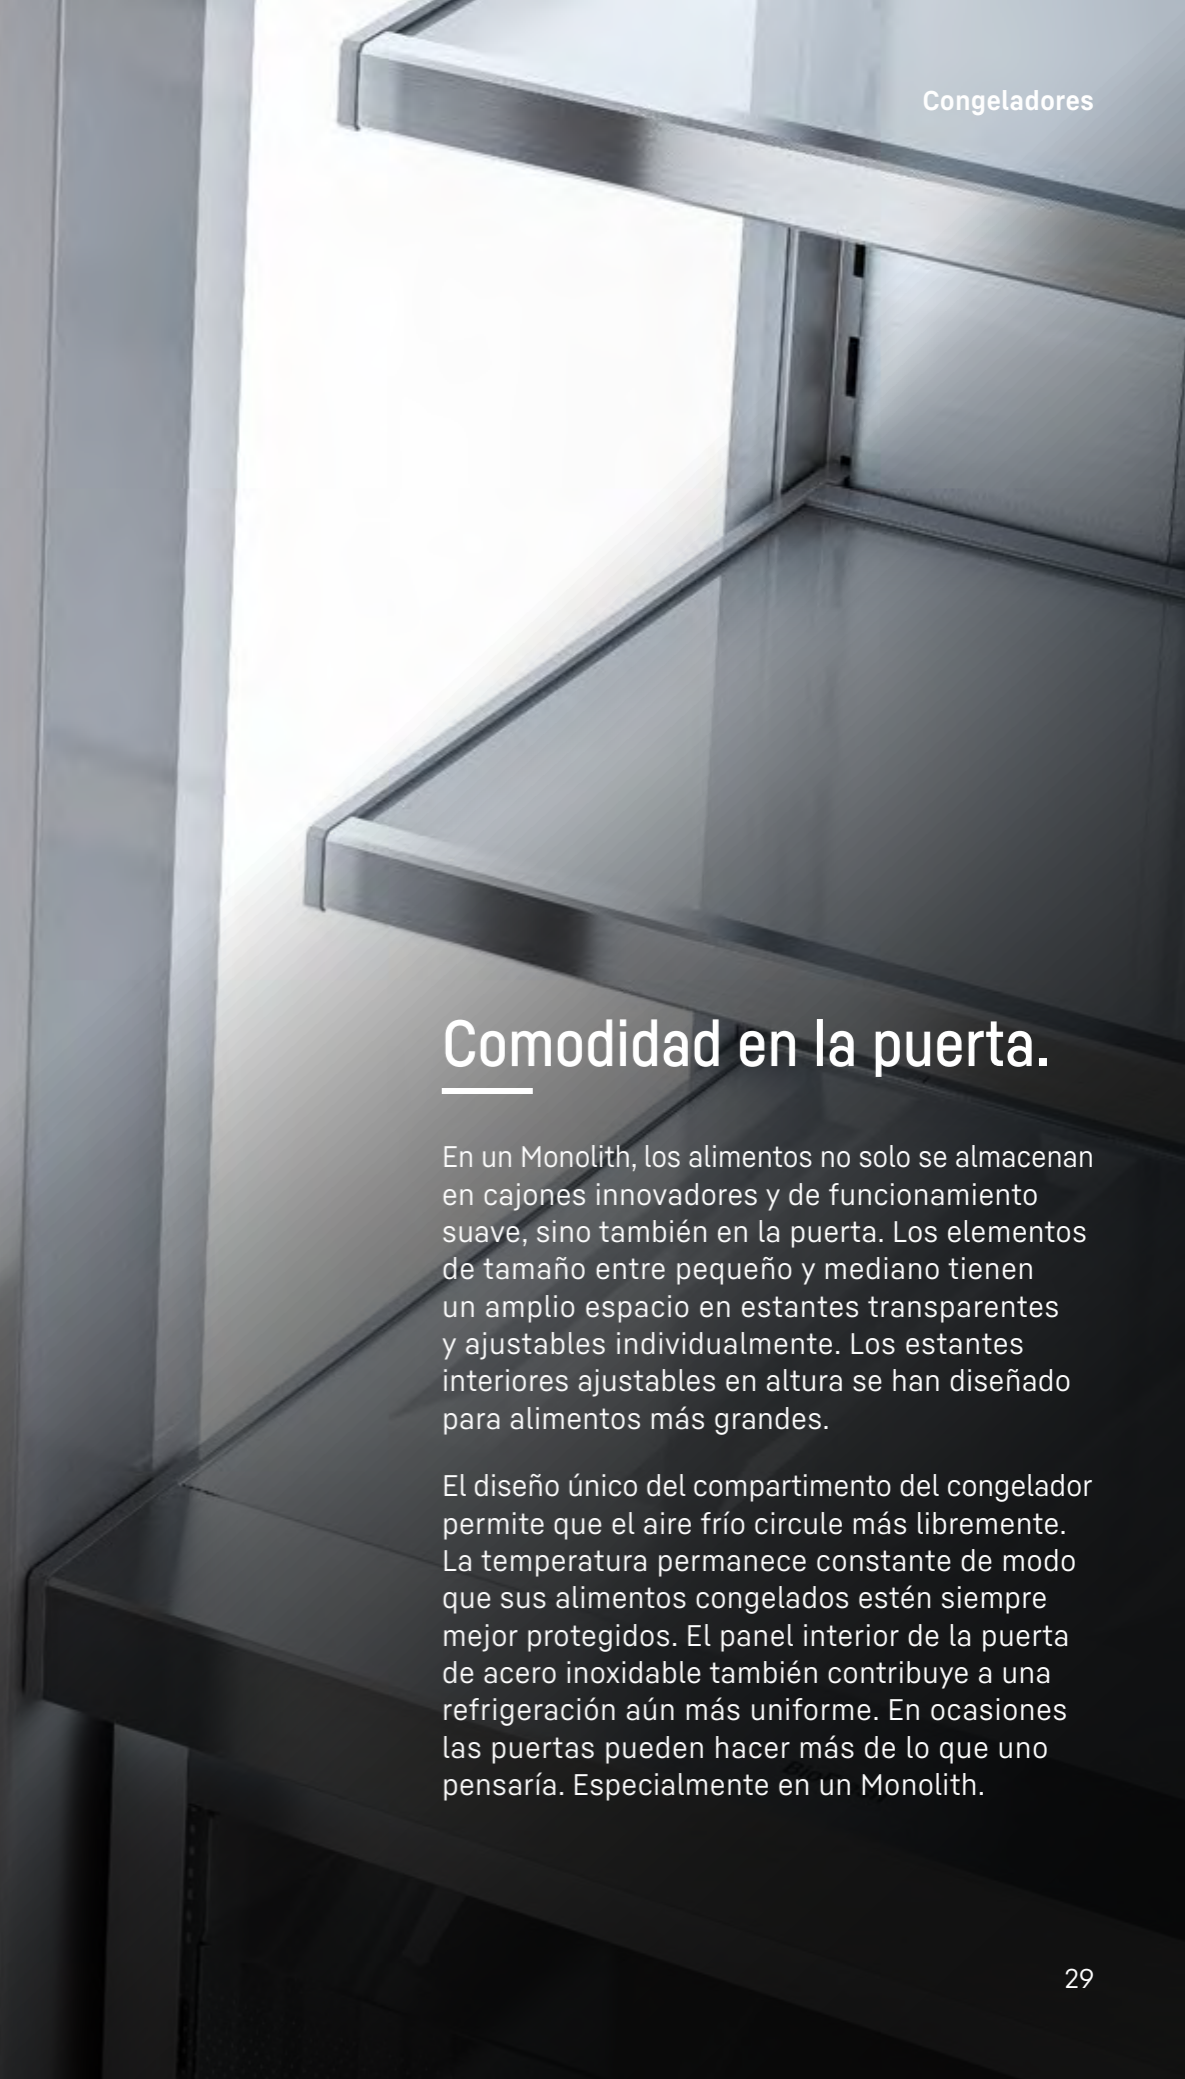 Congeladores
Comodidad en la puerta.
En un Monolith, los alimentos no solo se almacenan
en cajones innovadores y de funcionamiento
suave, sino también en la puerta. Los elementos
de tamaño entre pequeño y mediano tienen
un amplio espacio en estantes transparentes
y ajustables individualmente. Los estantes
interiores ajustables en altura se han diseñado
para alimentos más grandes.
El diseño único del compartimento del congelador
permite que el aire frío circule más libremente.
La temperatura permanece constante de modo
que sus alimentos congelados estén siempre
mejor protegidos. El panel interior de la puerta
de acero inoxidable también contribuye a una
refrigeración aún más uniforme. En ocasiones
las puertas pueden hacer más de lo que uno
pensaría. Especialmente en un Monolith.
29